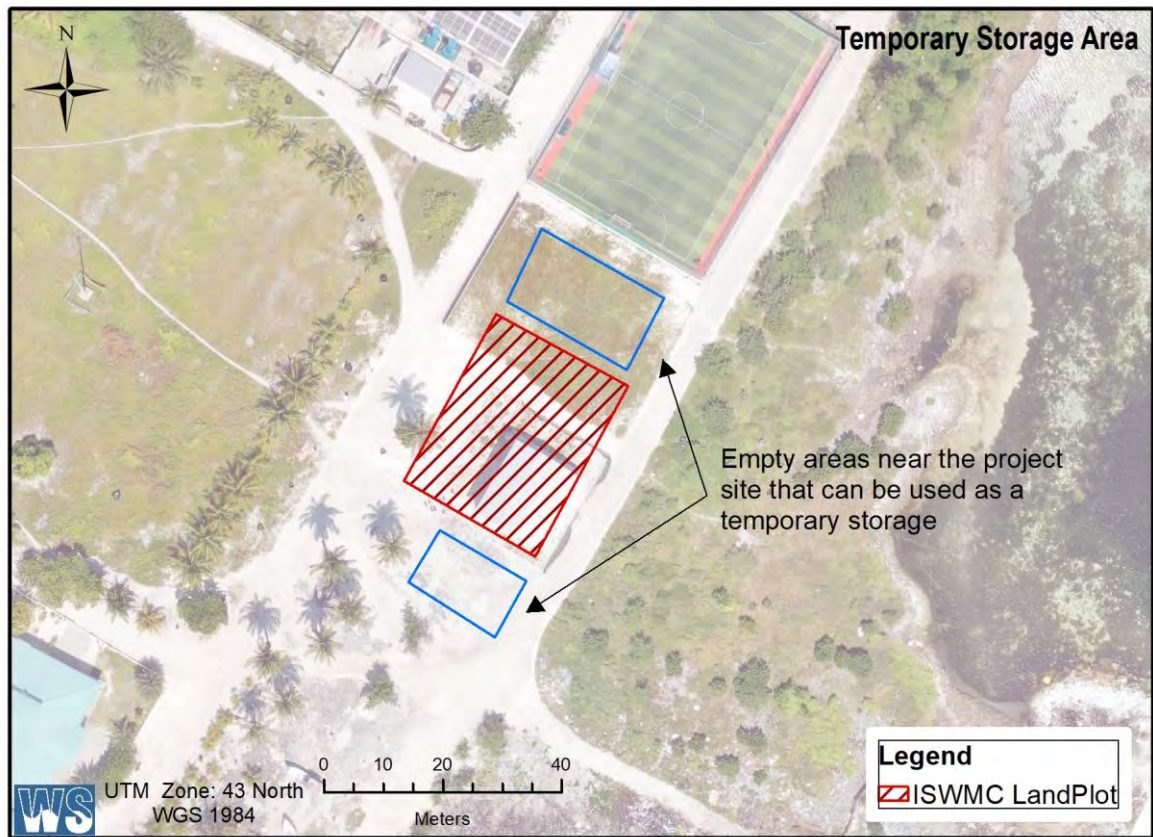 Temporary Storage Area
N
Empty areas near the project
site that can be used as a
temporary storage
0 10 20 40
Meters
UTM Zone: 43 North
WGS 1984
WS
Legend
ISWMC LandPlot